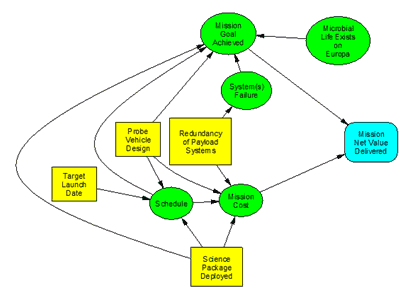 Mission
Goal
Achieved
Microbial
Life Exists
on
Europa
System(s)
Failure
Probe
Vehicle
Design
Redundancy
of Payload
Systems
Mission
Net Value
Delivered
Target
Launch
Date
Schedule
Mission
Cost
Science
Package
Deployed